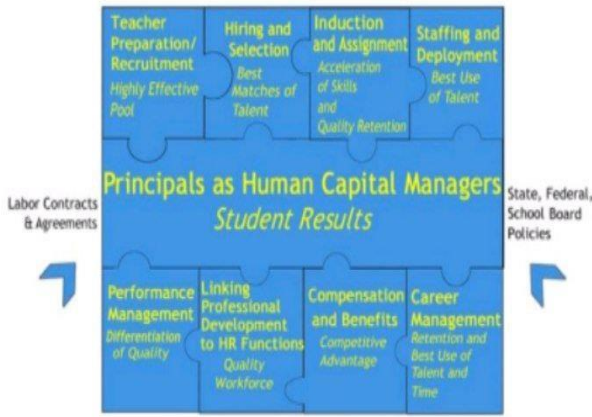 Teacher
Preparation/
Recruitment
Highly Effective
Pool
Hiring and
Selection
Best
Matches of
Talent
Induction
and Assignment
Acceleration
of Skills
and
Quality Retention
Staffing and
Deployment
Best Use
of Talent
Principals as Human Capital Managers
Student Results
Labor Contracts
& Agreements
State, Federal,
School Board
Policies
Performance
Management
Differentiation
of Quality
Linking
Professional
Development
to HR Functions
Quality
Workforce
Compensation
and Benefits
Competitive
Advantage
Career
Management
Retention and
Best Use of
Talent and
Time